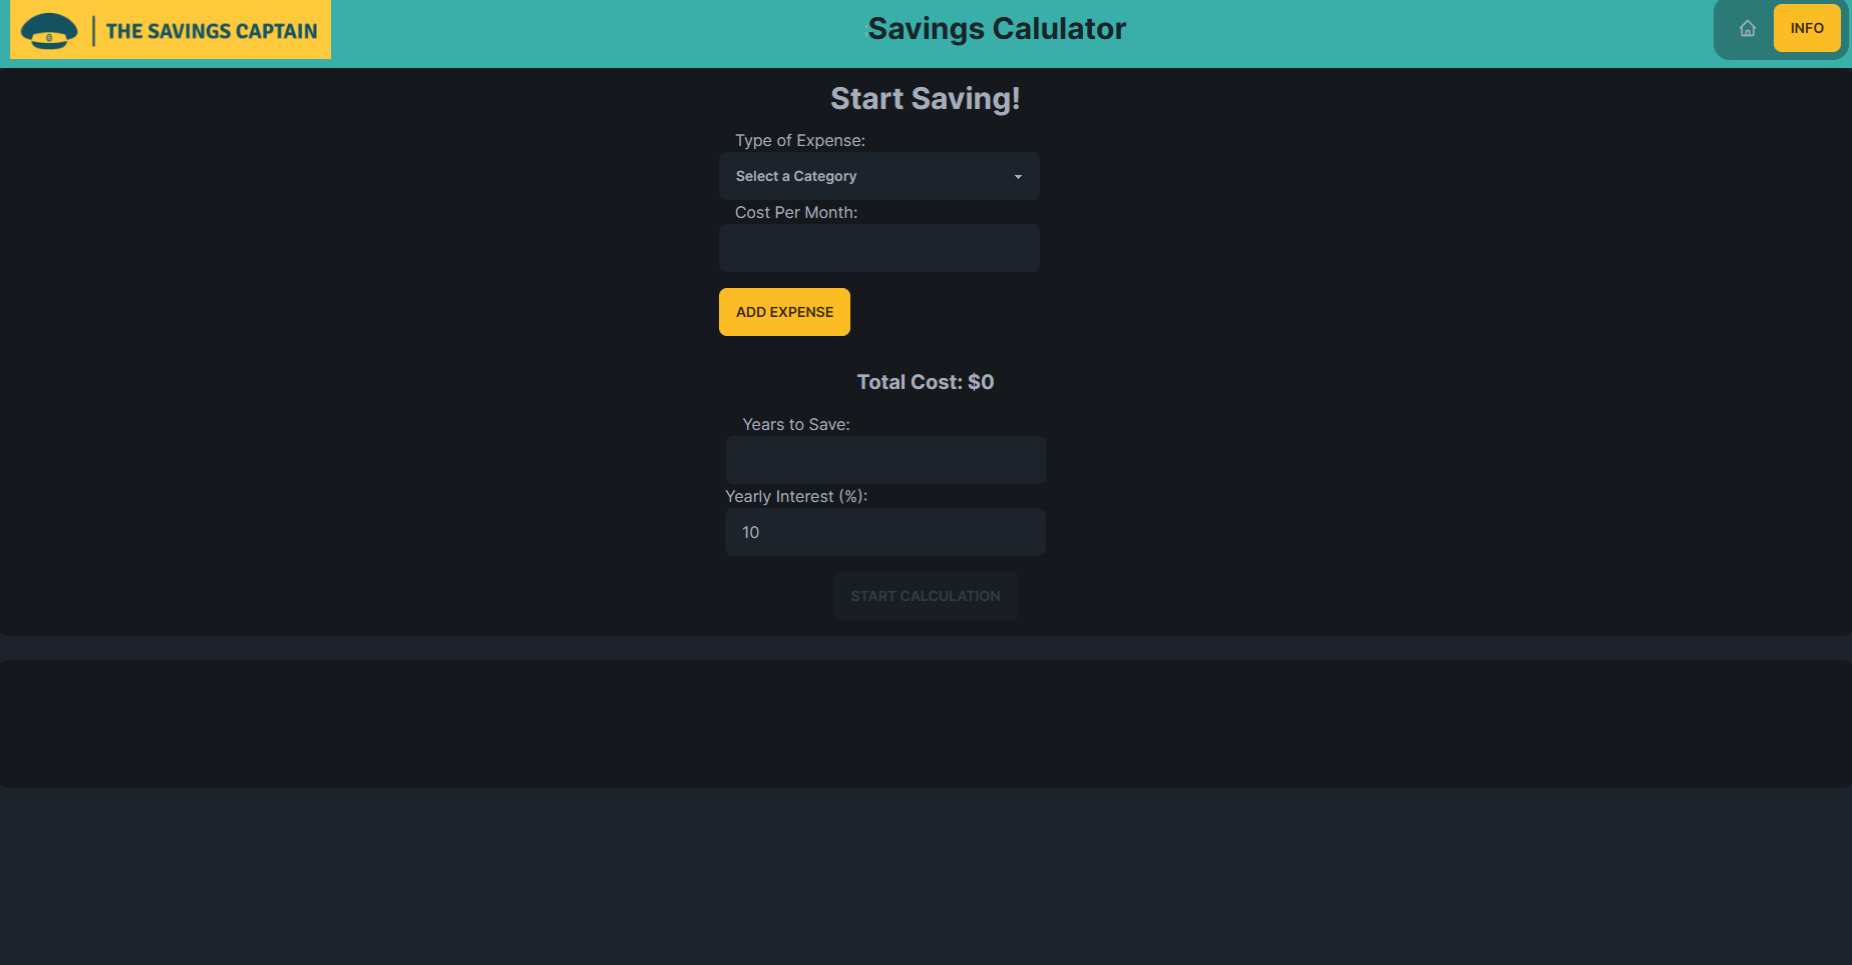 THE SAVINGS CAPTAIN
Savings Calulator
INFO
Start Saving!
Type of Expense:
Select a Category
Cost Per Month:
ADD EXPENSE
Total Cost: $0
Years to Save:
Yearly Interest (%):
10
START CALCULATION